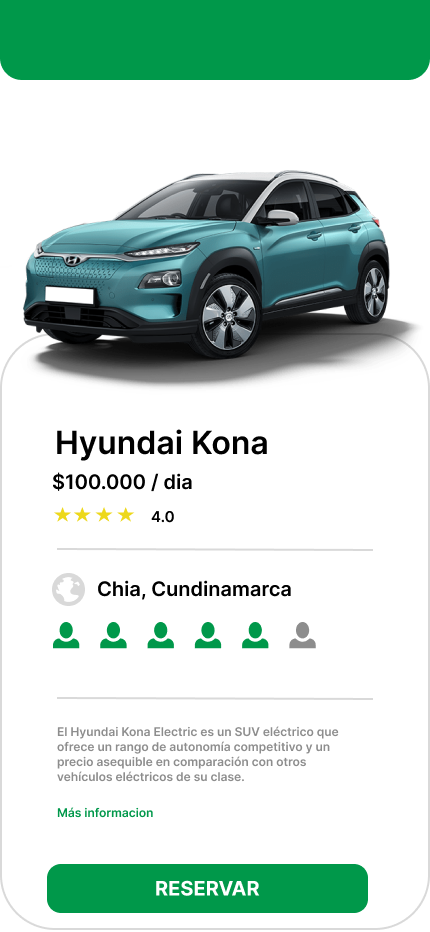 Hyundai Kona
$100.000 / dia
4.0
Chia, Cundinamarca
El Hyundai Kona Electric es un SUV eléctrico que
ofrece un rango de autonomía competitivo y un
precio asequible en comparación con otros
vehículos eléctricos de su clase.
Más informacion
RESERVAR